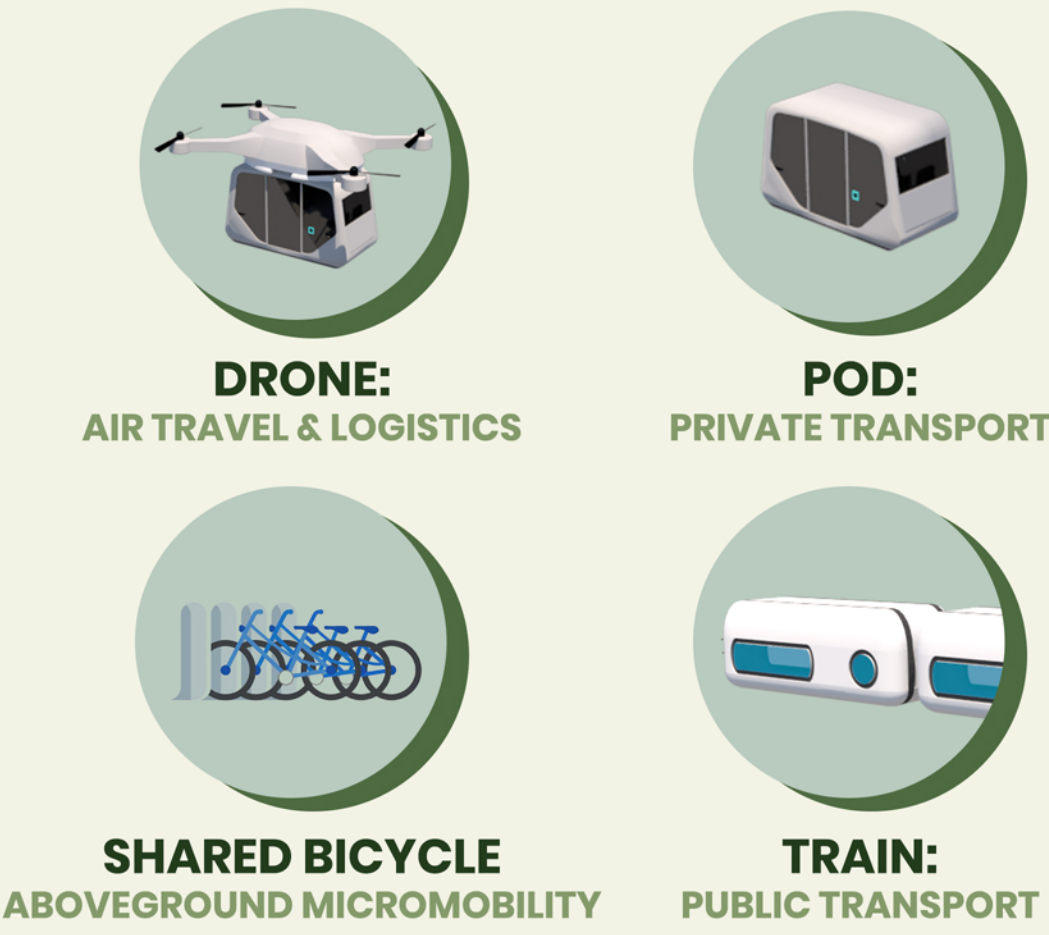 DRONE:
AIR TRAVEL & LOGISTICS
POD:
PRIVATE TRANSPORT
SHARED BICYCLE
ABOVEGROUND MICROMOBILITY
TRAIN:
PUBLIC TRANSPORT